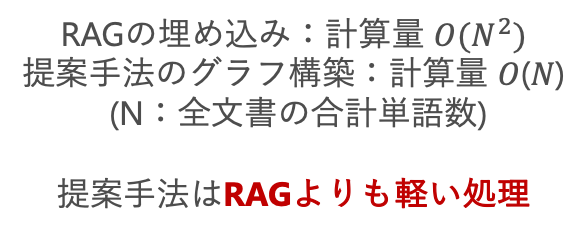 RAGの埋め込み：計算量 𝑂(𝑁²)
提案手法のグラフ構築：計算量 𝑂(𝑁)
(N：全文書の合計単語数)
提案手法はRAGよりも軽い処理